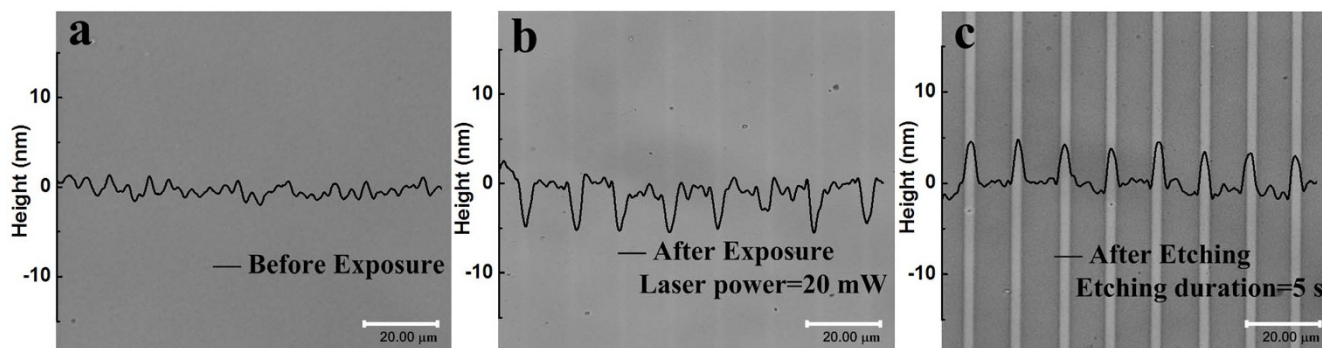 a
10
0
-10
Height (nm)
— Before Exposure
20.00 µm
b
10
0
-10
Height (nm)
— After Exposure
Laser power=20 mW
20.00 µm
c
10
0
-10
Height (nm)
— After Etching
Etching duration=5 s
20.00 µm